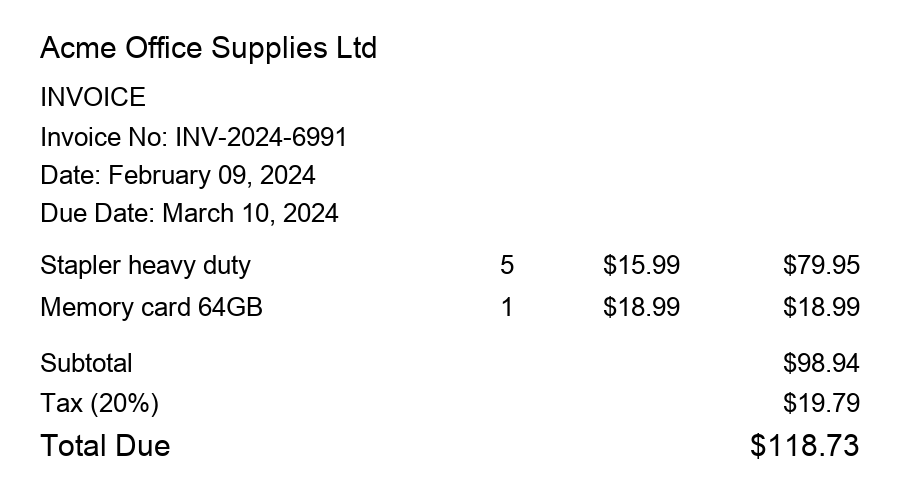 Acme Office Supplies Ltd
INVOICE
Invoice No: INV-2024-6991
Date: February 09, 2024
Due Date: March 10, 2024
Stapler heavy duty 5 $15.99 $79.95
Memory card 64GB 1 $18.99 $18.99
Subtotal $98.94
Tax (20%) $19.79
Total Due $118.73